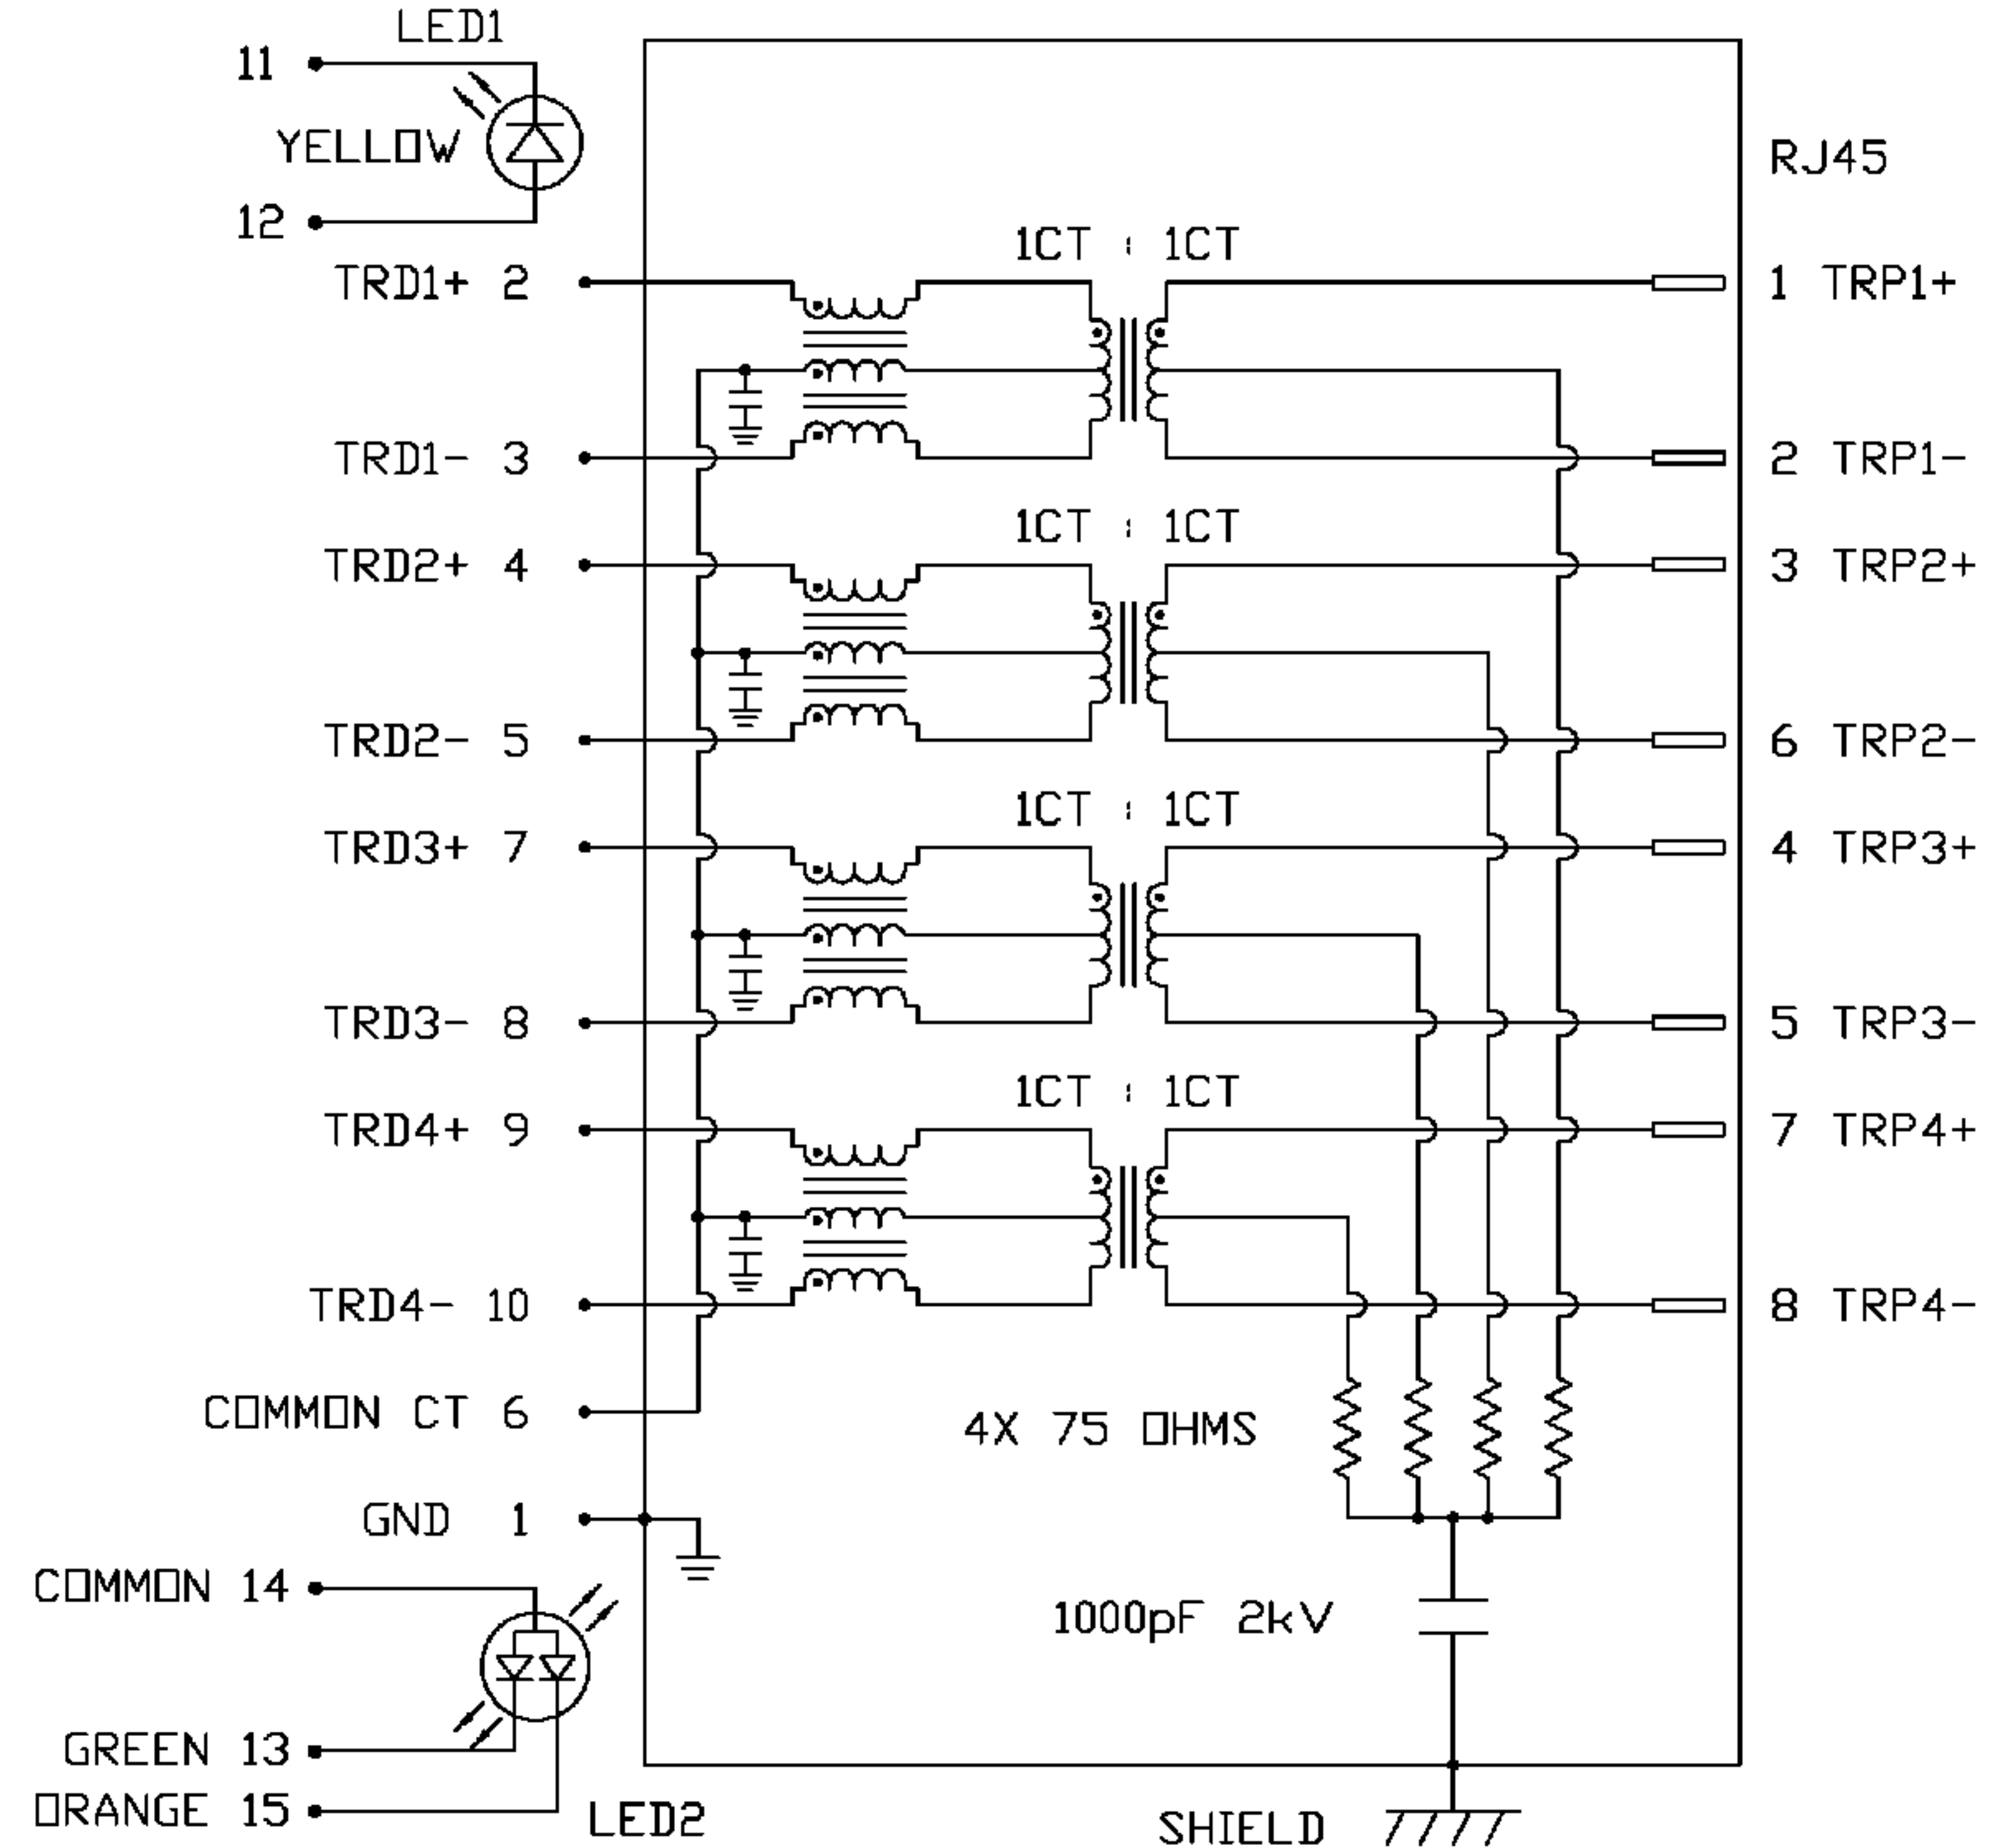 LED1
11
YELLOW
12
RJ45
1CT : 1CT
TRD1+ 2
1 TRP1+
TRD1- 3
2 TRP1-
1CT : 1CT
TRD2+ 4
3 TRP2+
TRD2- 5
6 TRP2-
1CT : 1CT
TRD3+ 7
4 TRP3+
TRD3- 8
5 TRP3-
1CT : 1CT
TRD4+ 9
7 TRP4+
TRD4- 10
8 TRP4-
COMMON CT 6
4X 75 OHMS
GND 1
COMMON 14
1000pF 2kV
GREEN 13
ORANGE 15
LED2
SHIELD